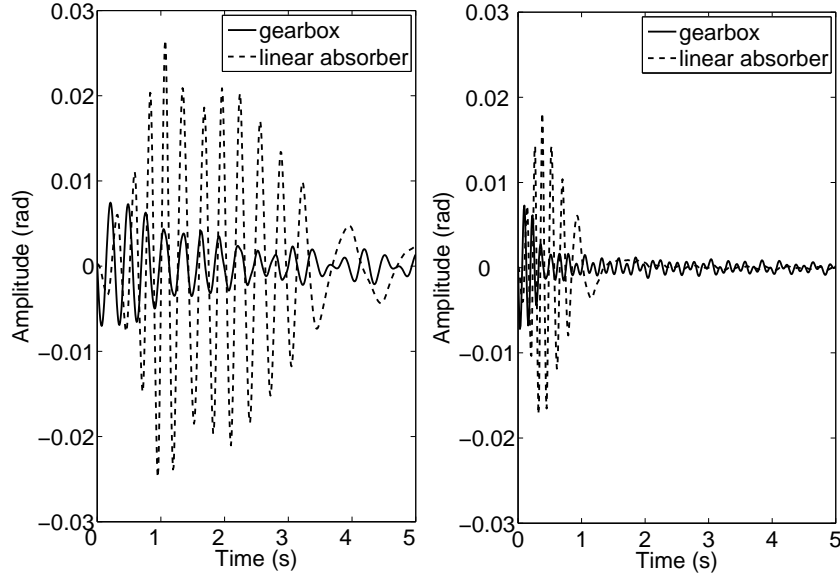 0.03
0.02
0.01
0
−0.01
−0.02
−0.03
Amplitude (rad)
0 1 2 3 4 5
Time (s)
gearbox
linear absorber
0.03
0.02
0.01
0
−0.01
−0.02
−0.03
Amplitude (rad)
0 1 2 3 4 5
Time (s)
gearbox
linear absorber